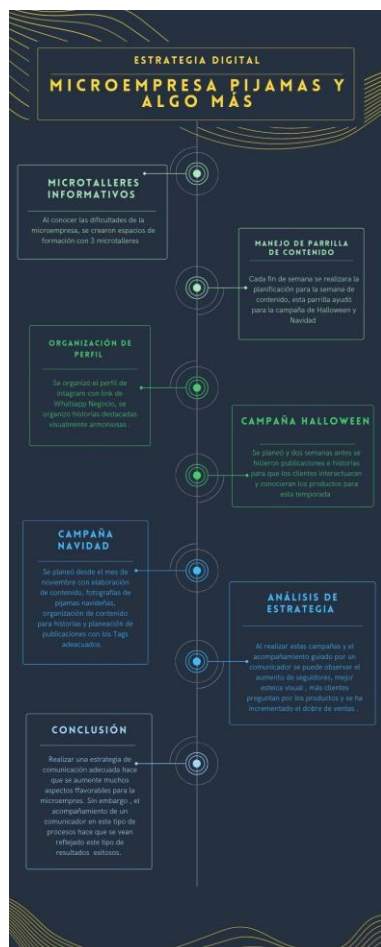 ESTRATEGIA DIGITAL
MICROEMPRESA PIJAMAS Y
ALGO MÁS
MICROTALLERES
INFORMATIVOS
Al conocer las dificultades de la
microempresa, se crearon espacios de
formación con 3 microtalleres
MANEJO DE PARRILLA
DE CONTENIDO
Cada fin de semana se realizara la
planificación para la semana de
contenido, esta parrilla ayudó
para la campaña de Halloween y
Navidad
ORGANIZACIÓN DE
PERFIL
Se organizó el perfil de
intagram con link de
Whatsapp Negocio, se
organizo historias destacadas
visualmente armoniosas .
CAMPAÑA HALLOWEEN
Se planeó y dos semanas antes se
hicieron publicaciones e historias
para que los clientes interactuaran
y conocieran los productos para
esta temporada
CAMPAÑA
NAVIDAD
Se planeó desde el mes de
noviembre con elaboración
de contenido, fotografías de
pijamas navideñas,
organización de contenido
para historias y planeación de
publicaciones con los Tags
adeacuados.
ANÁLISIS DE
ESTRATEGIA
Al realizar estas campañas y el
acompañamiento guiado por un
comunicador se puede observar el
aumento de seguidores, mejor
esteica visual , más clientes
preguntan por los productos y se ha
incrementado el dobre de ventas .
CONCLUSIÓN
Realizar una estrategia de
comunicación adecuada hace
que se aumente muchos
aspectos ffavorables para la
microempres. Sin embargo , el
acompañamiento de un
comunicador en este tipo de
procesos hace que se vean
reflejado este tipo de
resultados exitosos.